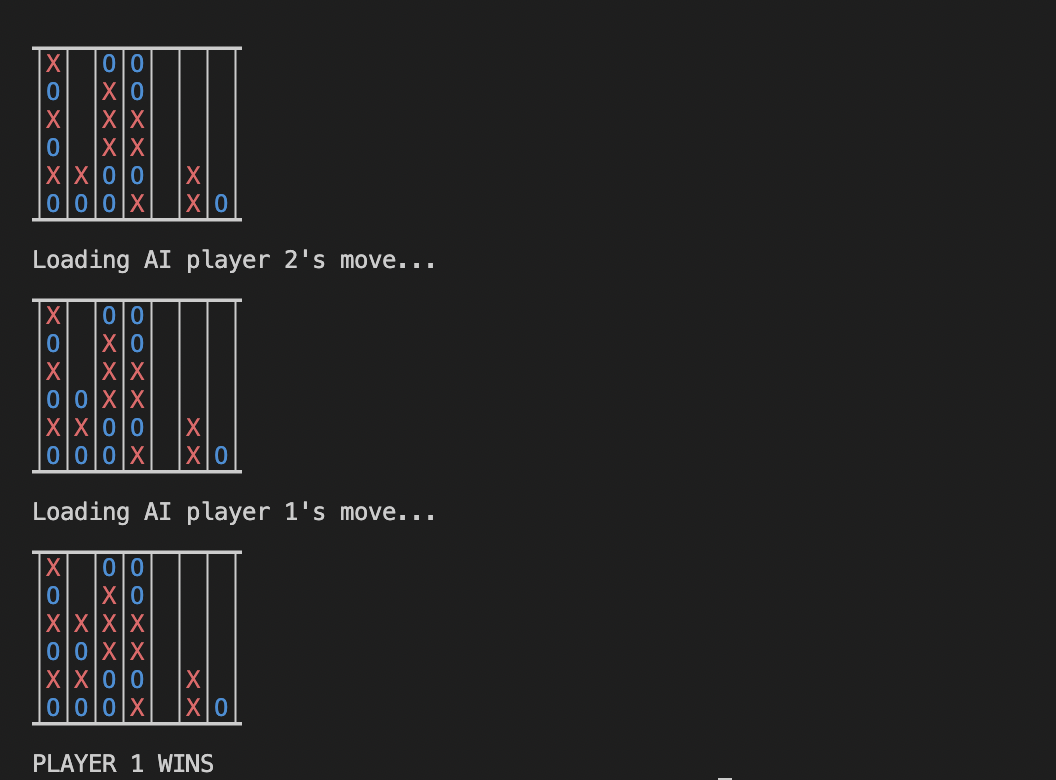 X O O
O X O
X X X
O X X
X X O O X
O O O X X O
Loading AI player 2's move...
X O O
O X O
X X X
O O X X
X X O O X
O O O X X O
Loading AI player 1's move...
X O O
O X O
X X X X
O O X X
X X O O X
O O O X X O
PLAYER 1 WINS